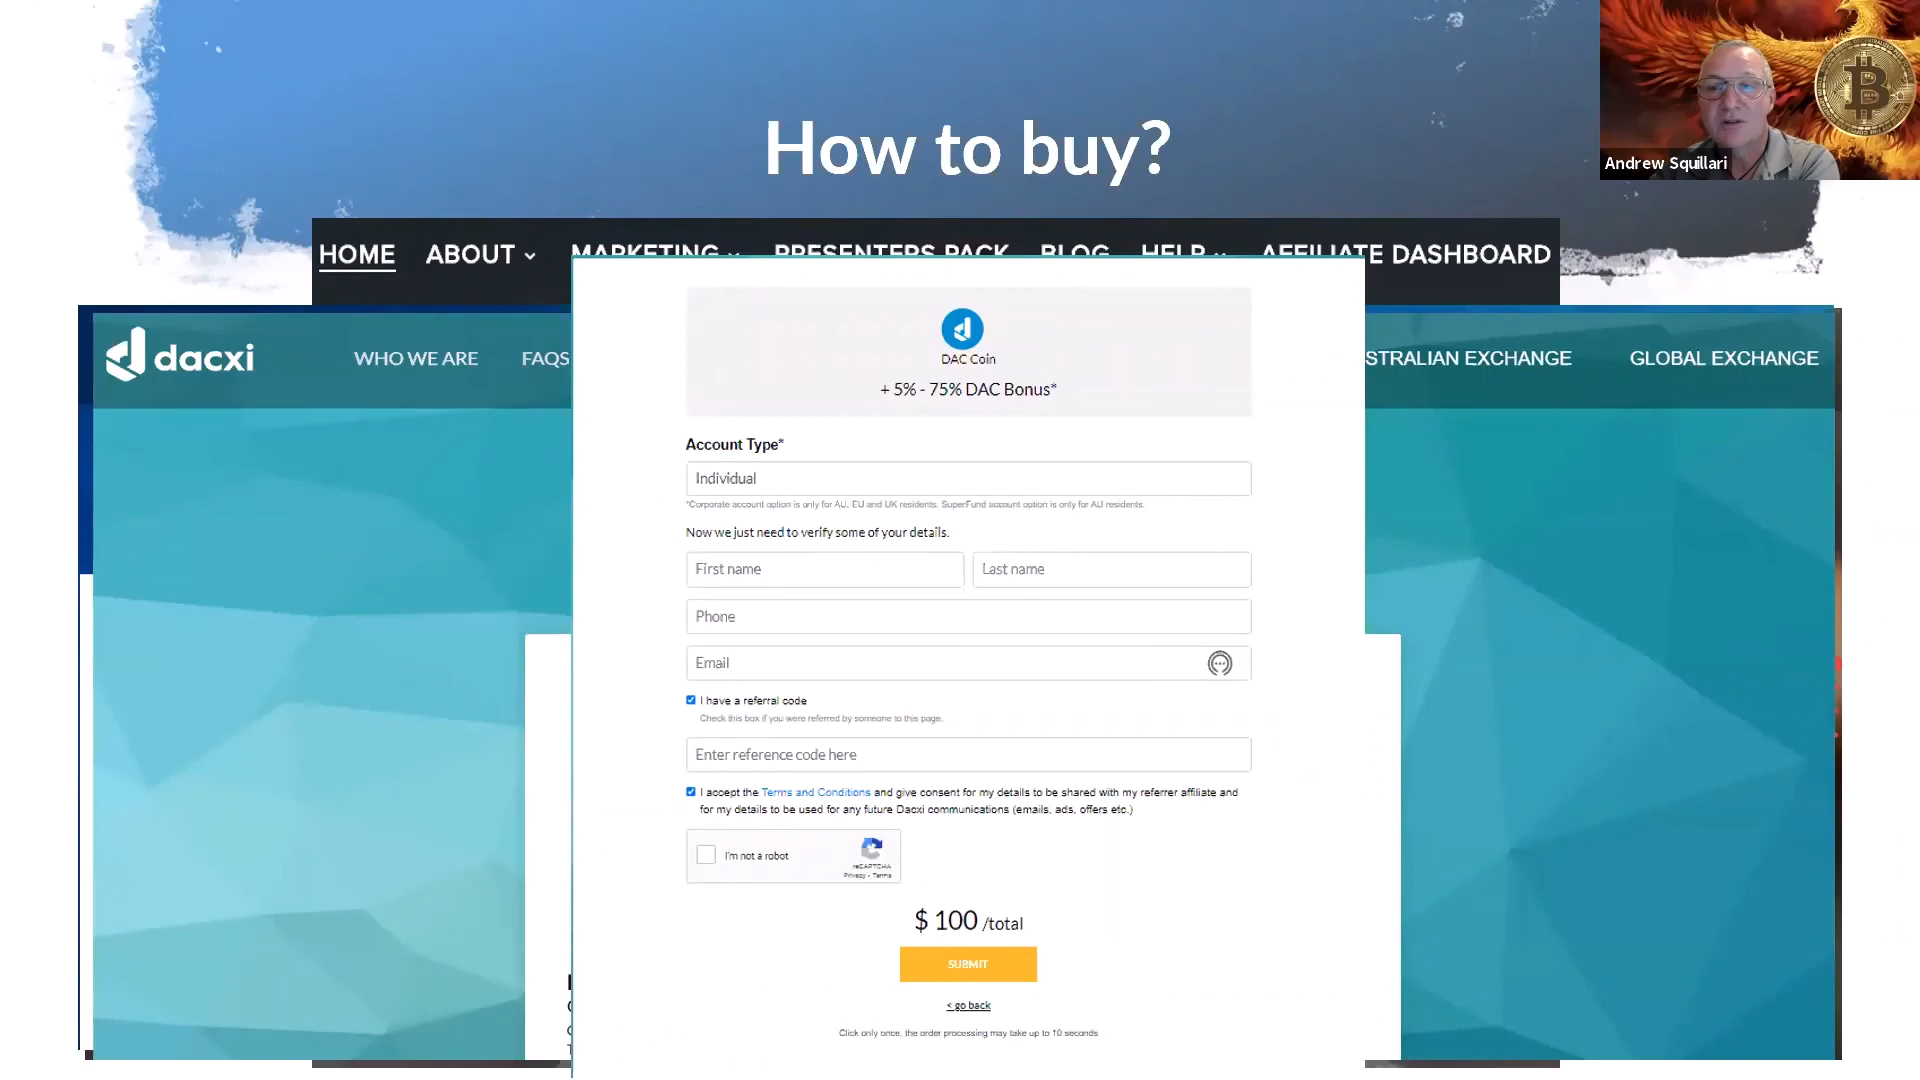 How to buy?
Andrew Squillari
HOME ABOUT MARKETING PRESENTERS PACK BLOG HELP AFFILIATE DASHBOARD
dacxi WHO WE ARE FAQS STRALIAN EXCHANGE GLOBAL EXCHANGE
DAC Coin
+ 5% - 75% DAC Bonus*
Account Type*
Individual
*Corporate account option is only for AU, EU and UK residents. SuperFund account option is only for AU residents.
Now we just need to verify some of your details.
First name Last name
Phone
Email
I have a referral code
Check this box if you were referred by someone to this page.
Enter reference code here
I accept the Terms and Conditions and give consent for my details to be shared with my referrer affiliate and
for my details to be used for any future Dacxi communications (emails, ads, offers etc.)
I'm not a robot
reCAPTCHA
Privacy - Terms
$ 100 /total
SUBMIT
< go back
Click only once, the order processing may take up to 10 seconds